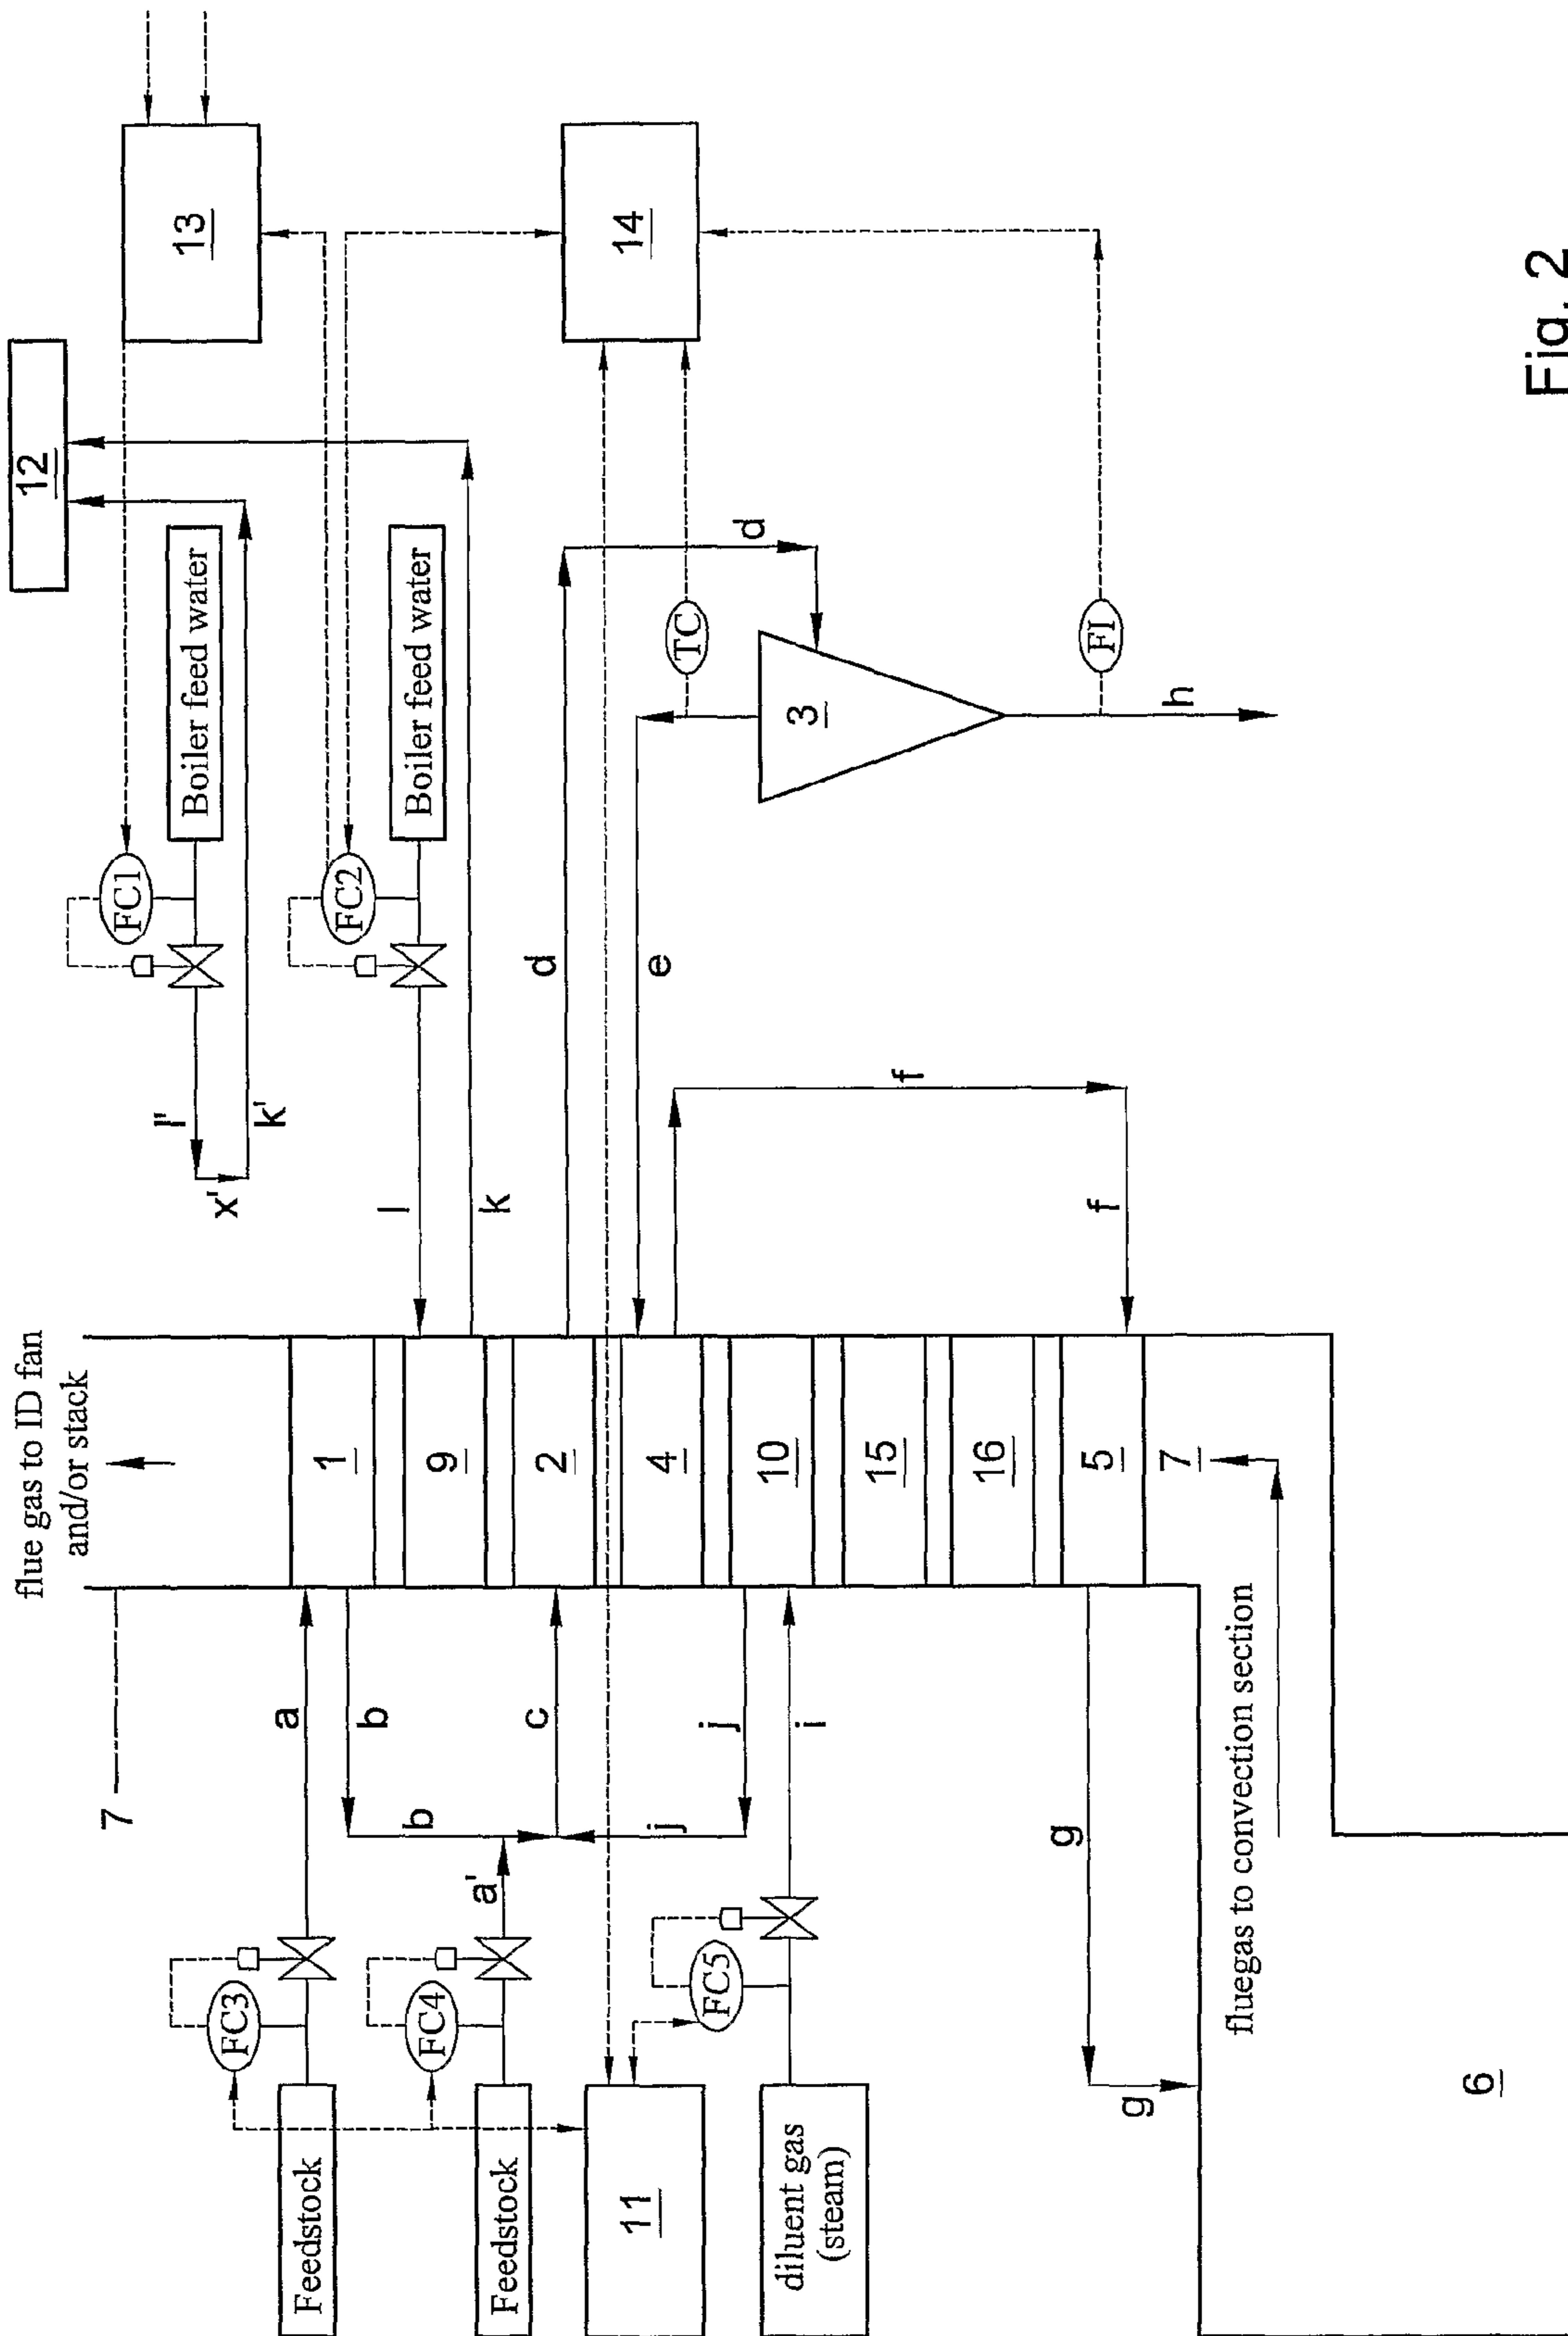 flue gas to ID fan
and/or stack
7
Feedstock
FC3
a
1
b
b
Feedstock
FC4
a'
9
c
2
11
FC5
j
j
4
diluent gas
(steam)
i
10
15
16
g
g
5
7
fluegas to convection section
6
12
13
FC1
Boiler feed water
l'
x'
k'
FC2
Boiler feed water
l
k
d
d
14
e
TC
3
f
f
FI
h
Fig. 2